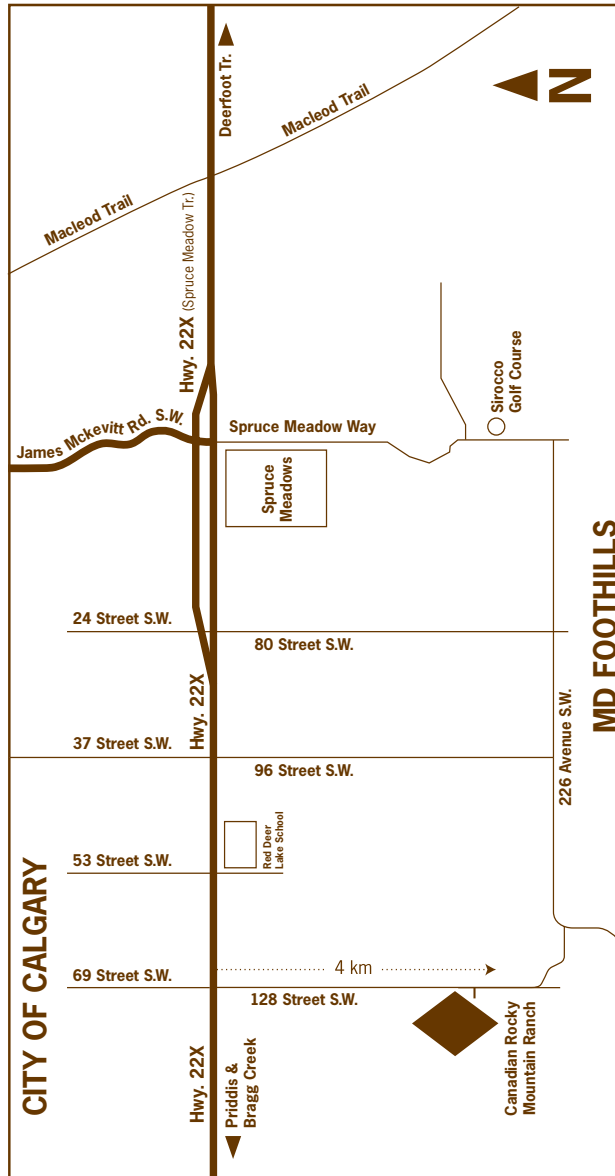 Deerfoot Tr.
N
Macleod Trail
Macleod Trail
Hwy. 22X (Spruce Meadow Tr.)
James Mckevitt Rd. S.W.
Spruce Meadow Way
Sirocco
Golf Course
Spruce
Meadows
24 Street S.W.
80 Street S.W.
Hwy. 22X
37 Street S.W.
96 Street S.W.
226 Avenue S.W.
MD FOOTHILLS
Red Deer
Lake School
53 Street S.W.
CITY OF CALGARY
69 Street S.W.
4 km
128 Street S.W.
Hwy. 22X
Priddis &
Bragg Creek
Canadian Rocky
Mountain Ranch